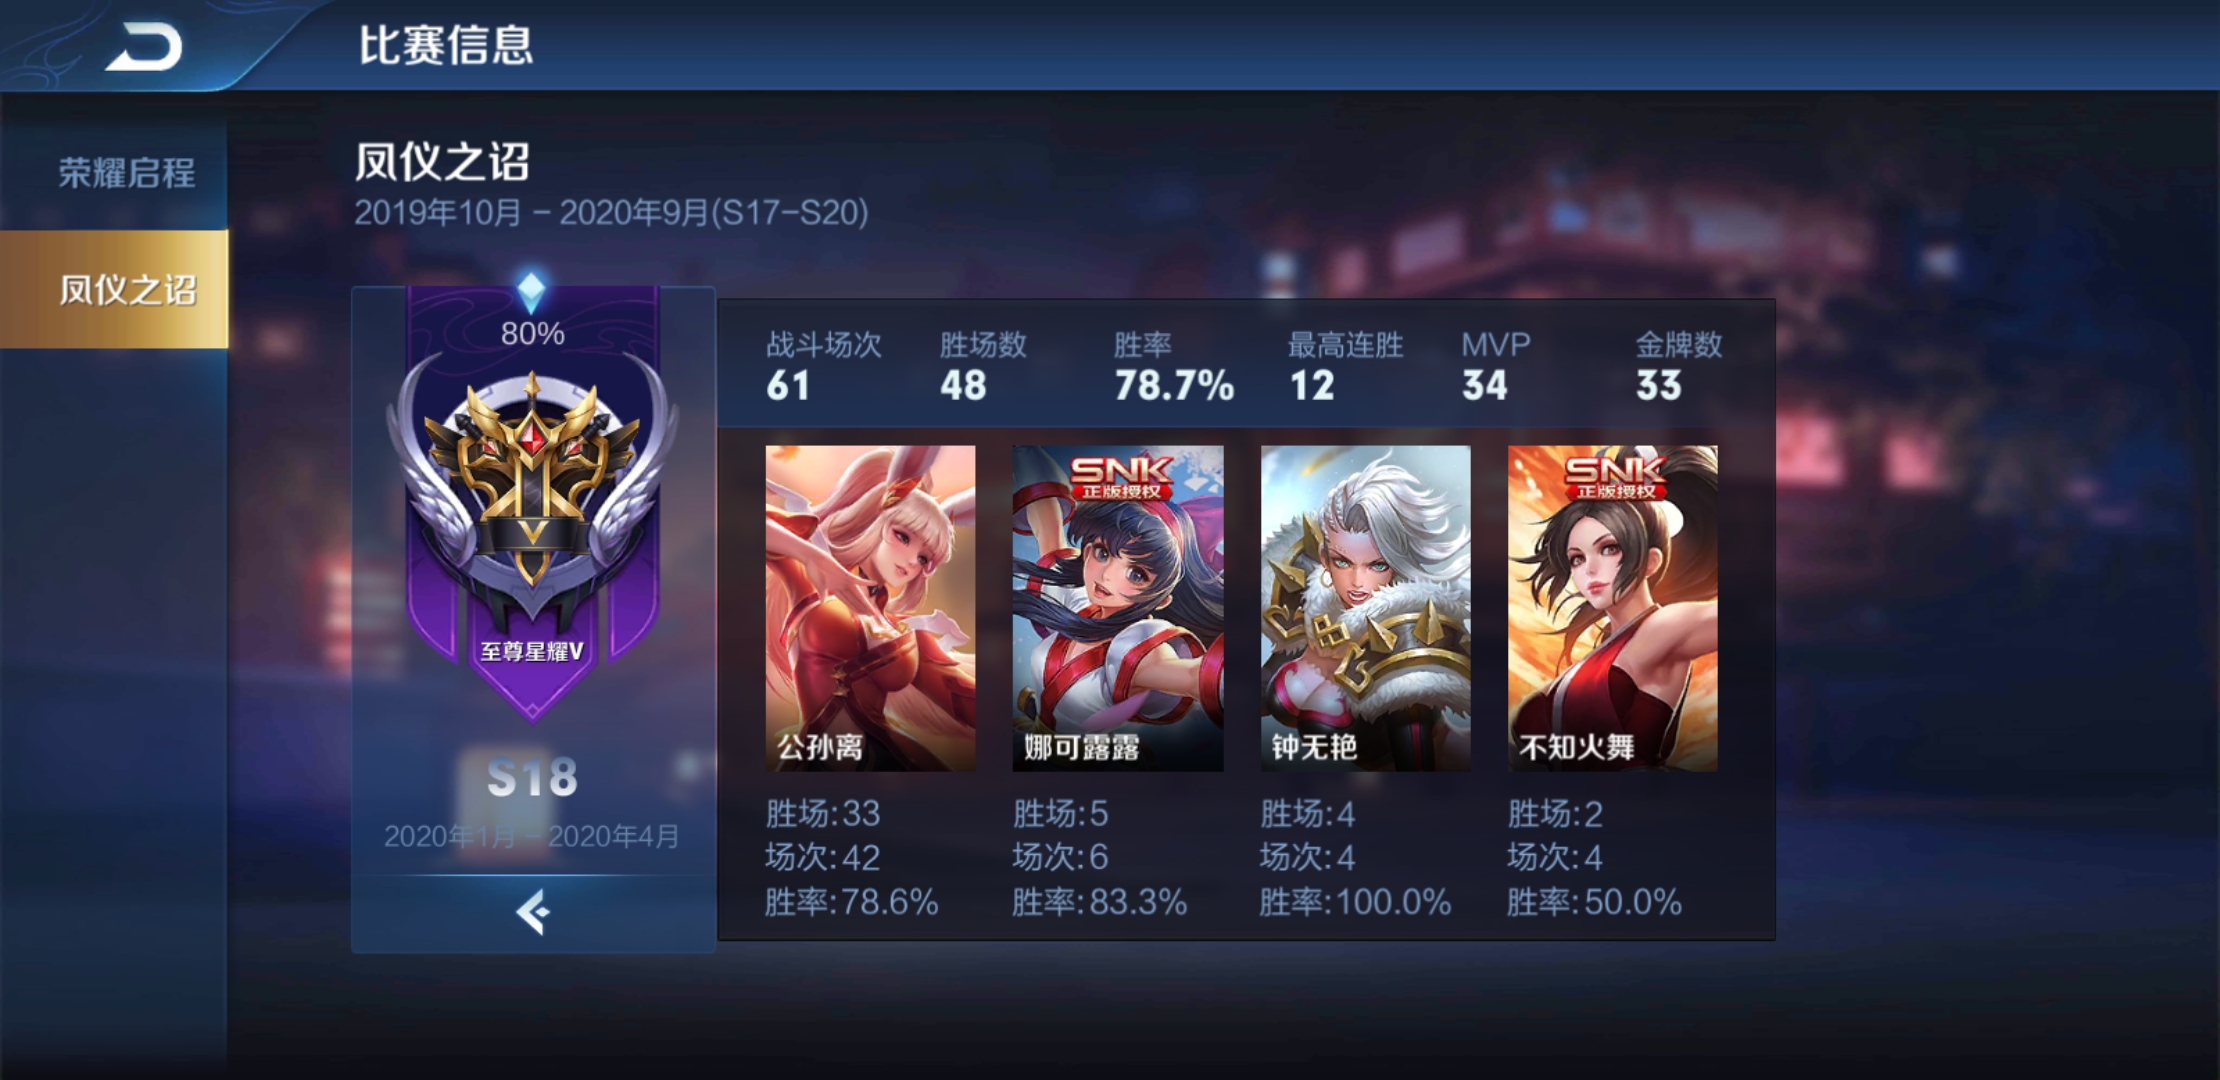 比赛信息
荣耀启程
凤仪之诏
凤仪之诏
2019年10月 – 2020年9月(S17–S20)
80%
V
至尊星耀V
S18
2020年1月 – 2020年4月
战斗场次 胜场数 胜率 最高连胜 MVP 金牌数
61 48 78.7% 12 34 33
SNK
正版授权
SNK
正版授权
公孙离 娜可露露 钟无艳 不知火舞
胜场:33 胜场:5 胜场:4 胜场:2
场次:42 场次:6 场次:4 场次:4
胜率:78.6% 胜率:83.3% 胜率:100.0% 胜率:50.0%